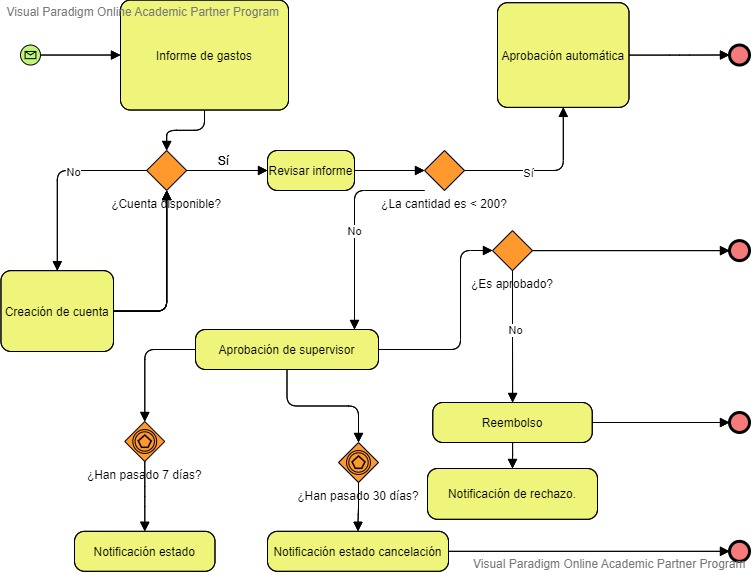 Visual Paradigm Online Academic Partner Program
Informe de gastos
Aprobación automática
No
Sí
Revisar informe
Sí
¿Cuenta disponible?
¿La cantidad es < 200?
No
Creación de cuenta
¿Es aprobado?
No
Aprobación de supervisor
Reembolso
¿Han pasado 7 días?
¿Han pasado 30 días?
Notificación de rechazo.
Notificación estado
Notificación estado cancelación
Visual Paradigm Online Academic Partner Program